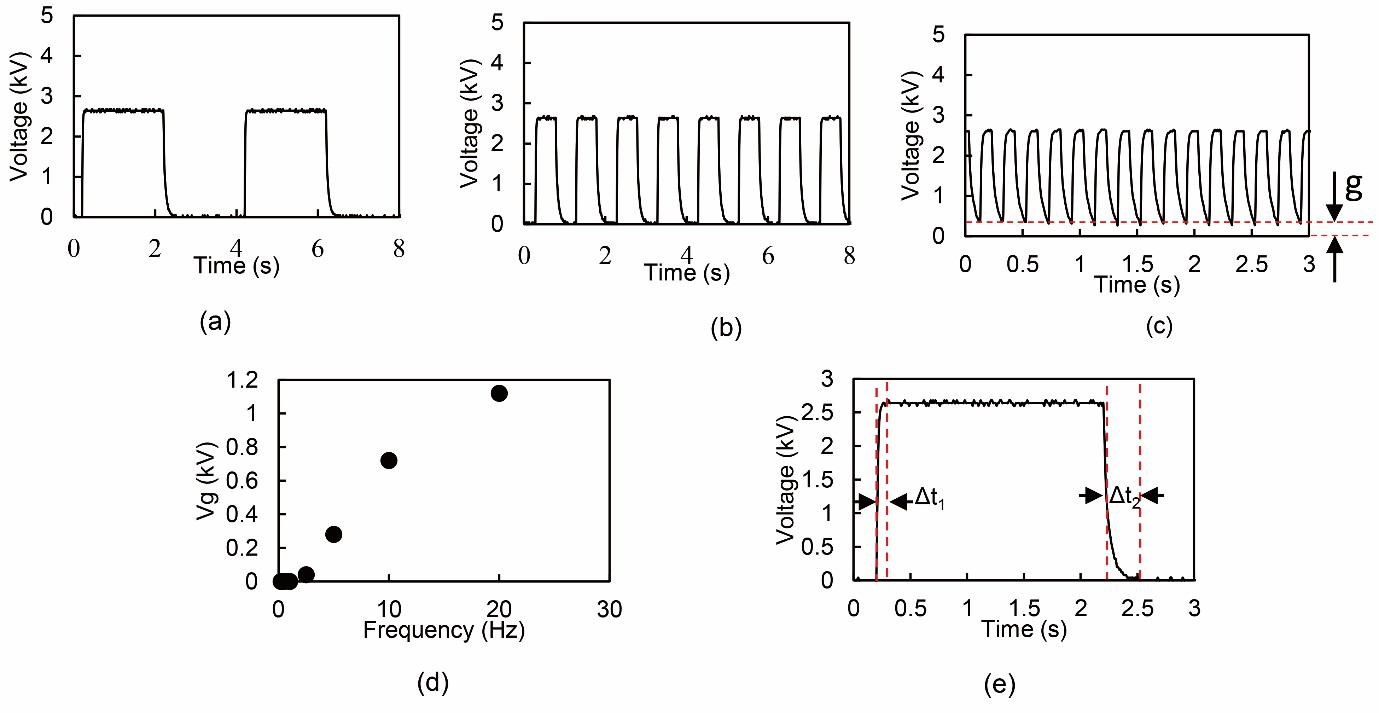 5
4
3
2
1
0
Voltage (kV)
0 2 4 6 8
Time (s)
(a)
5
4
3
2
1
0
Voltage (kV)
0 2 4 6 8
Time (s)
(b)
5
4
3
2
1
0
Voltage (kV)
g
0 0.5 1 1.5 2 2.5 3
Time (s)
(c)
1.2
1
0.8
0.6
0.4
0.2
0
Vg (kV)
0 10 20 30
Frequency (Hz)
(d)
3
2.5
2
1.5
1
0.5
0
Voltage (kV)
Δt1
Δt2
0 0.5 1 1.5 2 2.5 3
Time (s)
(e)